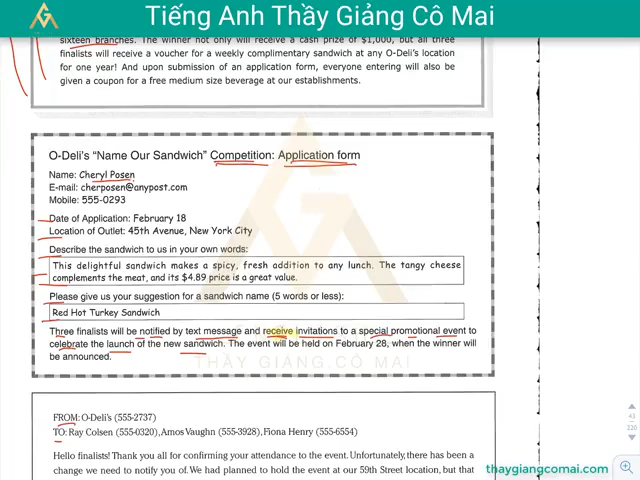 Tiếng Anh Thầy Giảng Cô Mai
sixteen branches. The winner not only will receive a cash prize of $1,000, but all three
finalists will receive a voucher for a weekly complimentary sandwich at any O-Deli's location
for one year! And upon submission of an application form, everyone entering will also be
given a coupon for a free medium size beverage at our establishments.
O-Deli's "Name Our Sandwich" Competition: Application form
Name: Cheryl Posen
E-mail: cherposen@anypost.com
Mobile: 555-0293
Date of Application: February 18
Location of Outlet: 45th Avenue, New York City
Describe the sandwich to us in your own words:
This delightful sandwich makes a spicy, fresh addition to any lunch. The tangy cheese
complements the meat, and its $4.89 price is a great value.
Please give us your suggestion for a sandwich name (5 words or less):
Red Hot Turkey Sandwich
Three finalists will be notified by text message and receive invitations to a special promotional event to
celebrate the launch of the new sandwich. The event will be held on February 28, when the winner will
be announced.
THẦY GIẢNG CÔ MAI
FROM: O-Deli's (555-2737)
TO: Ray Colsen (555-0320), Amos Vaughn (555-3928), Fiona Henry (555-6554)
Hello finalists! Thank you all for confirming your attendance to the event. Unfortunately, there has been a
change we need to notify you of. We had planned to hold the event at our 59th Street location, but that
43
220
thaygiangcomai.com